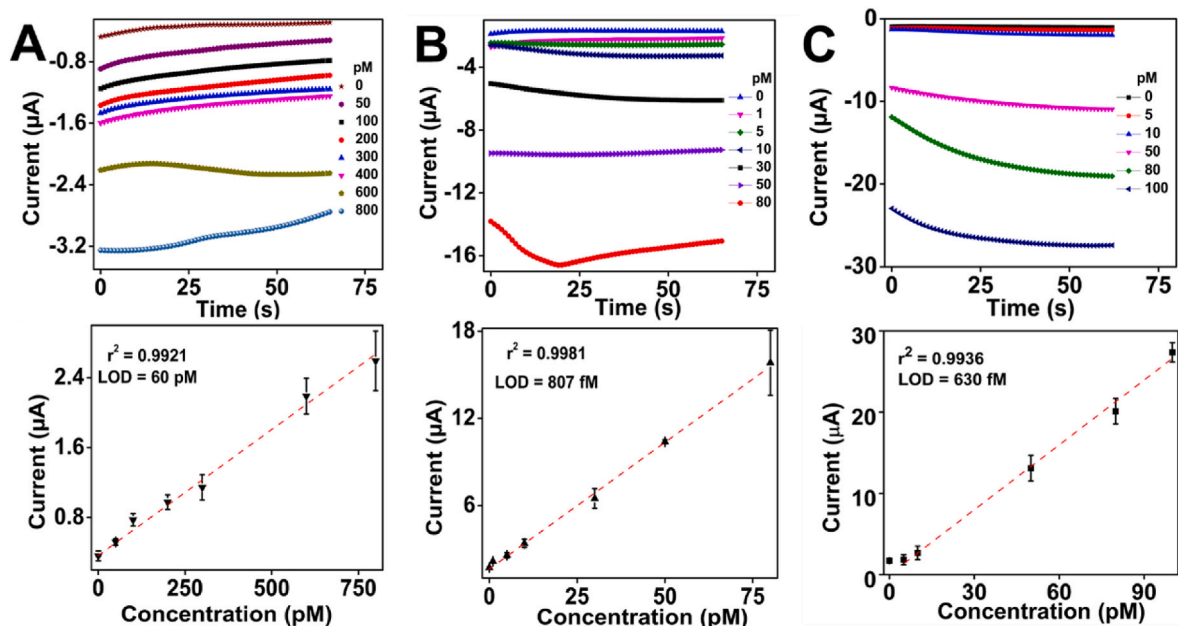 A
-0.8
-1.6
-2.4
-3.2
Current (µA)
0
25
50
75
Time (s)
pM
0
50
100
200
300
400
600
800
B
-4
-8
-12
-16
Current (µA)
0
25
50
75
Time (s)
pM
0
1
5
10
30
50
80
C
0
-10
-20
-30
Current (µA)
0
25
50
75
Time (s)
pM
0
5
10
50
80
100
r² = 0.9921
LOD = 60 pM
2.4
1.6
0.8
Current (µA)
0
250
500
750
Concentration (pM)
r² = 0.9981
LOD = 807 fM
18
12
6
Current (µA)
0
25
50
75
Concentration (pM)
r² = 0.9936
LOD = 630 fM
30
20
10
0
Current (µA)
0
30
60
90
Concentration (pM)